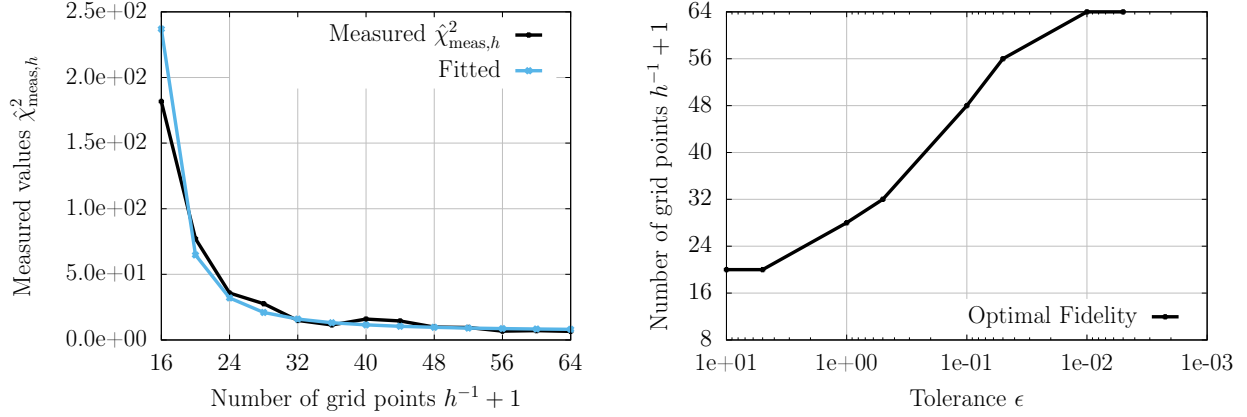 2.5e+02
2.0e+02
1.5e+02
1.0e+02
5.0e+01
0.0e+00
16 24 32 40 48 56 64
Measured values $\hat{\chi}^2_{\text{meas},h}$
Number of grid points $h^{-1} + 1$
Measured $\hat{\chi}^2_{\text{meas},h}$
Fitted
64
56
48
40
32
24
16
8
1e+01 1e+00 1e-01 1e-02 1e-03
Number of grid points $h^{-1} + 1$
Tolerance $\epsilon$
Optimal Fidelity